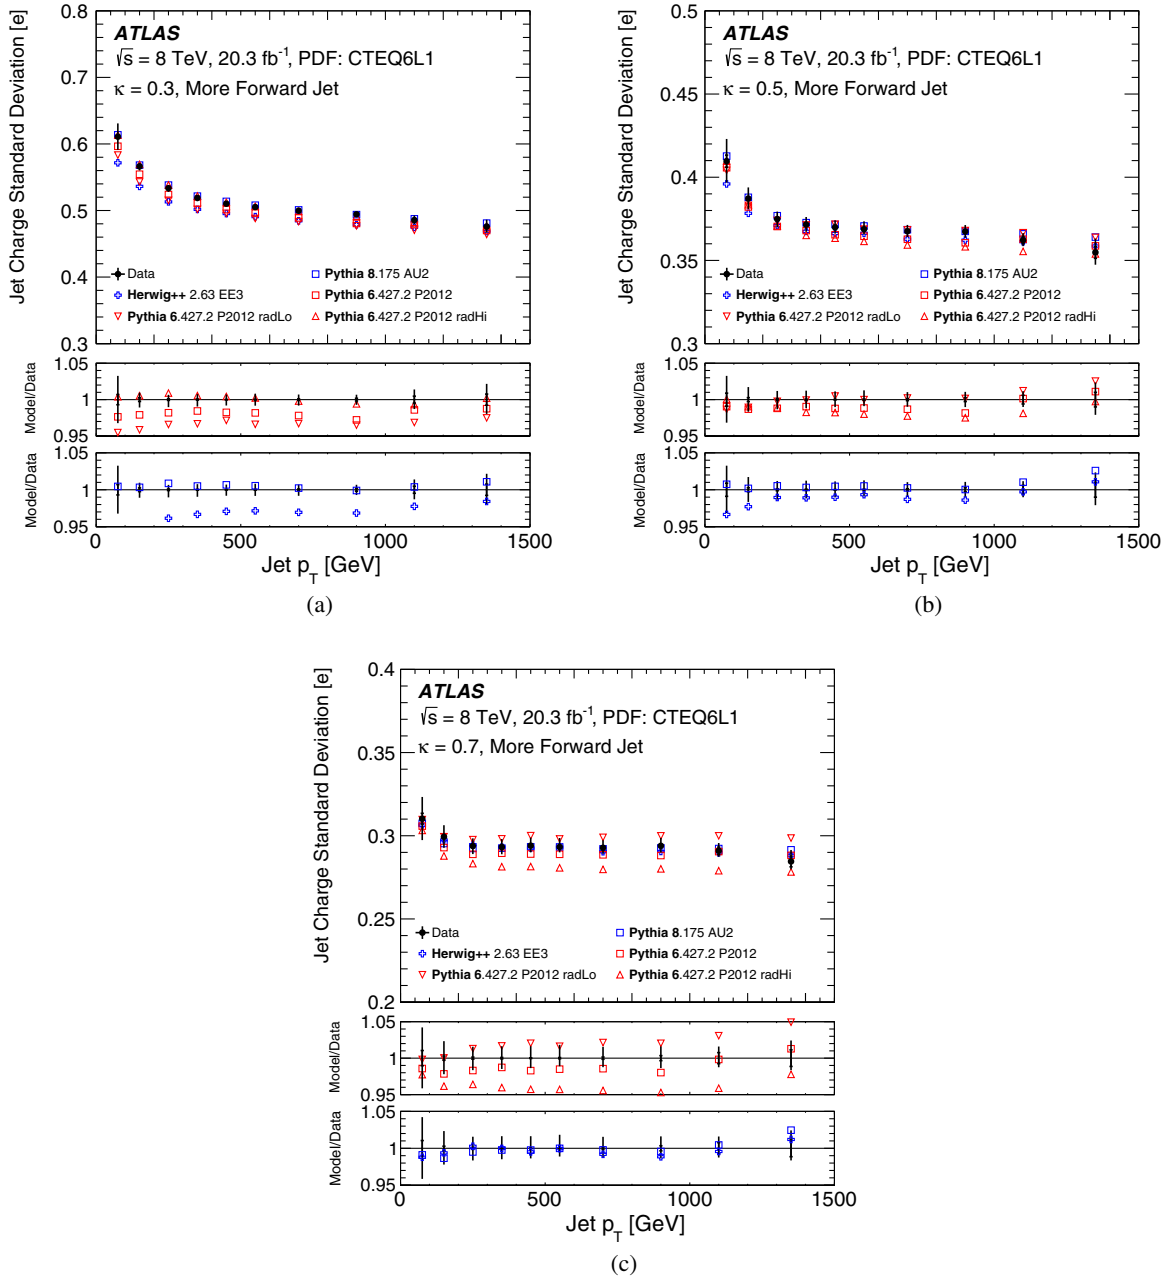 Jet Charge Standard Deviation [e]
0.8
0.7
0.6
0.5
0.4
0.3
ATLAS
√s = 8 TeV, 20.3 fb-1, PDF: CTEQ6L1
κ = 0.3, More Forward Jet
Data
Herwig++ 2.63 EE3
Pythia 6.427.2 P2012 radLo
Pythia 8.175 AU2
Pythia 6.427.2 P2012
Pythia 6.427.2 P2012 radHi
Model/Data
1.05
1
0.95
Model/Data
1.05
1
0.95
0 500 1000 1500
Jet pT [GeV]
(a)
Jet Charge Standard Deviation [e]
0.5
0.45
0.4
0.35
0.3
ATLAS
√s = 8 TeV, 20.3 fb-1, PDF: CTEQ6L1
κ = 0.5, More Forward Jet
Data
Herwig++ 2.63 EE3
Pythia 6.427.2 P2012 radLo
Pythia 8.175 AU2
Pythia 6.427.2 P2012
Pythia 6.427.2 P2012 radHi
Model/Data
1.05
1
0.95
Model/Data
1.05
1
0.95
0 500 1000 1500
Jet pT [GeV]
(b)
Jet Charge Standard Deviation [e]
0.4
0.35
0.3
0.25
0.2
ATLAS
√s = 8 TeV, 20.3 fb-1, PDF: CTEQ6L1
κ = 0.7, More Forward Jet
Data
Herwig++ 2.63 EE3
Pythia 6.427.2 P2012 radLo
Pythia 8.175 AU2
Pythia 6.427.2 P2012
Pythia 6.427.2 P2012 radHi
Model/Data
1.05
1
0.95
Model/Data
1.05
1
0.95
0 500 1000 1500
Jet pT [GeV]
(c)